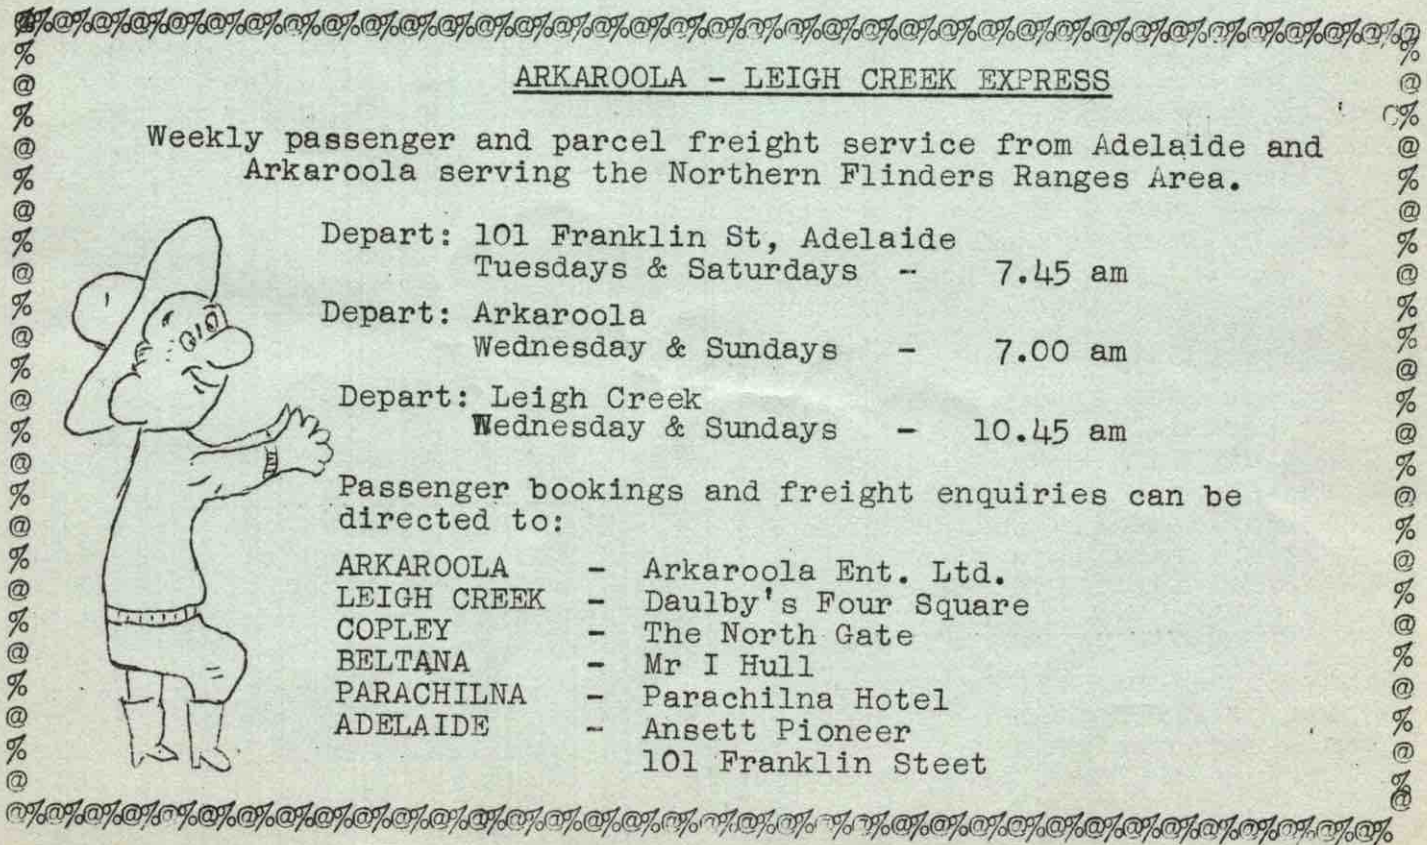 @%@%@%@%@%@%@%@%@%@%@%@%@%@%@%@%@%@%@%@%@%@%@%@%@%@%@%@%@%@%@%@
ARKAROOLA - LEIGH CREEK EXPRESS
Weekly passenger and parcel freight service from Adelaide and
Arkaroola serving the Northern Flinders Ranges Area.
Depart: 101 Franklin St, Adelaide
Tuesdays & Saturdays - 7.45 am
Depart: Arkaroola
Wednesday & Sundays - 7.00 am
Depart: Leigh Creek
Wednesday & Sundays - 10.45 am
Passenger bookings and freight enquiries can be
directed to:
ARKAROOLA - Arkaroola Ent. Ltd.
LEIGH CREEK - Daulby's Four Square
COPLEY - The North Gate
BELTANA - Mr I Hull
PARACHILNA - Parachilna Hotel
ADELAIDE - Ansett Pioneer
101 Franklin Steet
@%@%@%@%@%@%@%@%@%@%@%@%@%@%@%@%@%@%@%@%@%@%@%@%@%@%@%@%@%@%@%